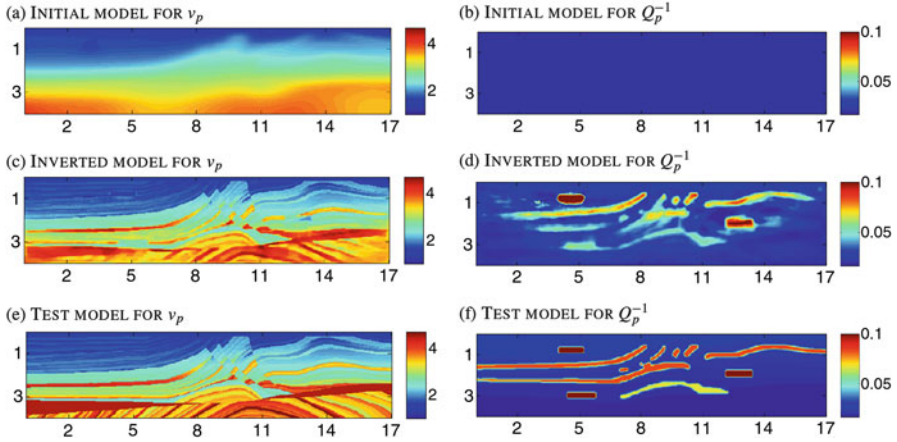 (a) INITIAL MODEL FOR v_p
(b) INITIAL MODEL FOR Q_p^{-1}
1
3
2 5 8 11 14 17
4
2
1
3
2 5 8 11 14 17
0.1
0.05
(c) INVERTED MODEL FOR v_p
(d) INVERTED MODEL FOR Q_p^{-1}
1
3
2 5 8 11 14 17
4
2
1
3
2 5 8 11 14 17
0.1
0.05
(e) TEST MODEL FOR v_p
(f) TEST MODEL FOR Q_p^{-1}
1
3
2 5 8 11 14 17
4
2
1
3
2 5 8 11 14 17
0.1
0.05